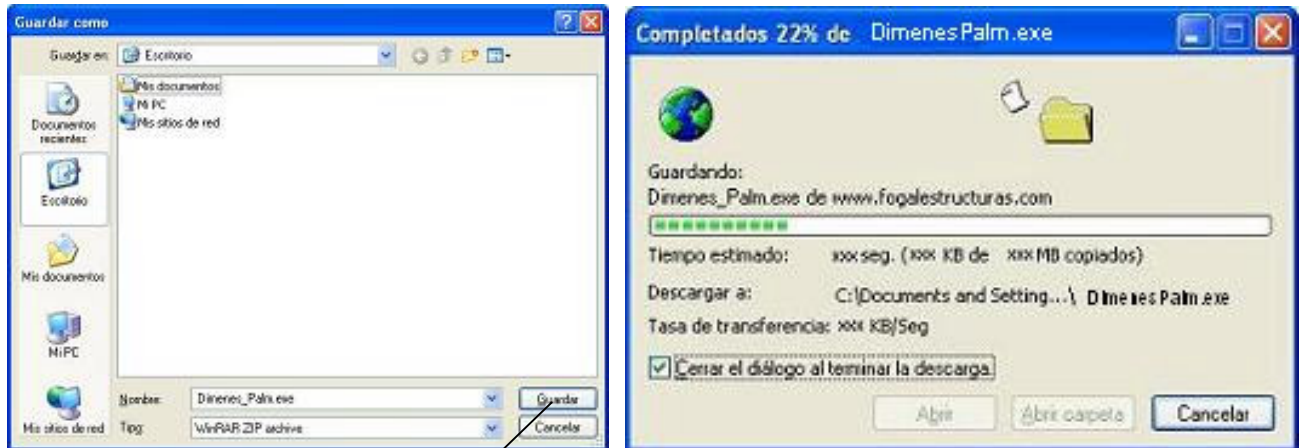 Guardar como
Guardar en:
Escritorio
Mis documentos
Mi PC
Mis sitios de red
Documentos
recientes
Escritorio
Mis documentos
Mi PC
Mis sitios de red
Nombre:
Dimenes_Palm.exe
Guardar
Tipo:
WinRAR ZIP archive
Cancelar
Completados 22% de DimenesPalm.exe
Guardando:
Dimenes_Palm.exe de www.fogalestructuras.com
Tiempo estimado: xxx seg. (xxx KB de xxx MB copiados)
Descargar a: C:\Documents and Setting...\ DimenesPalm.exe
Tasa de transferencia: xxx KB/Seg
Cerrar el diálogo al terminar la descarga.
Abrir
Abrir carpeta
Cancelar